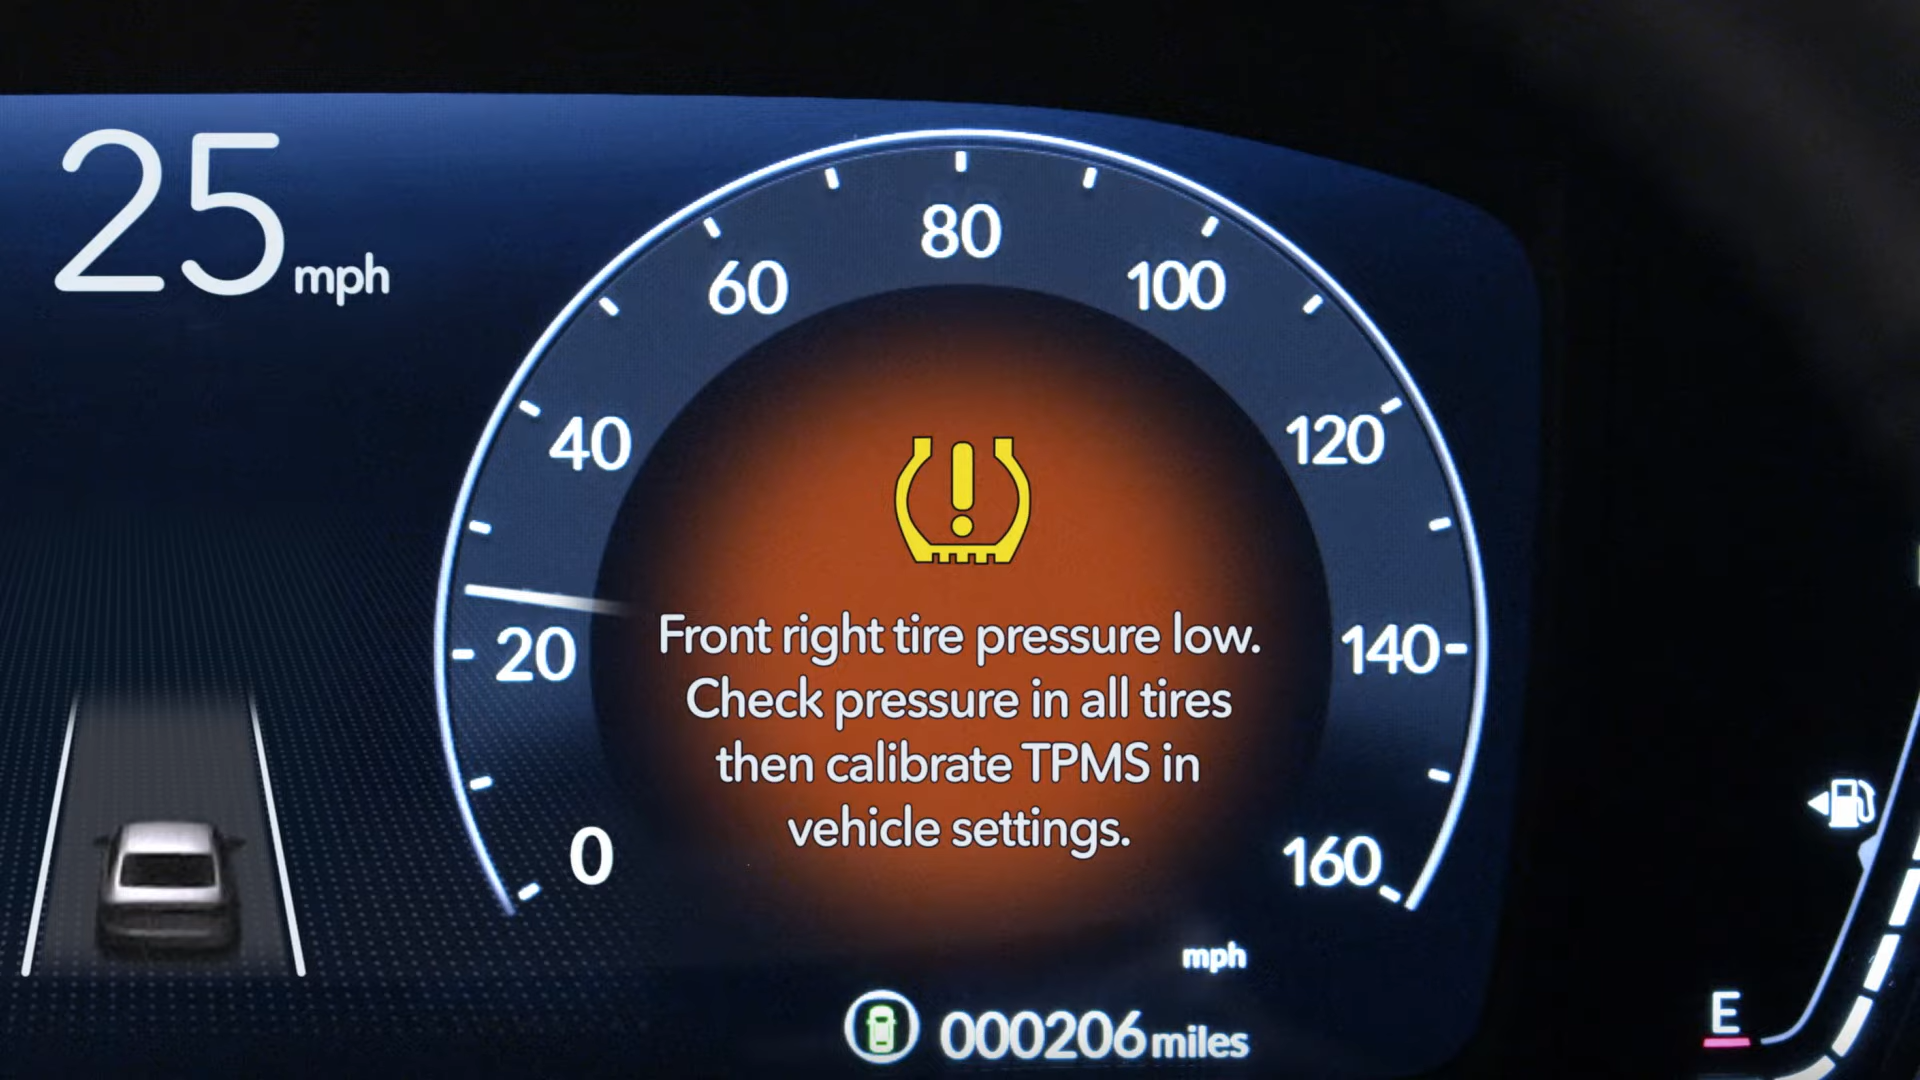 25 mph
80
60
100
40
120
20
140
0
160
Front right tire pressure low.
Check pressure in all tires
then calibrate TPMS in
vehicle settings.
mph
000206 miles
E